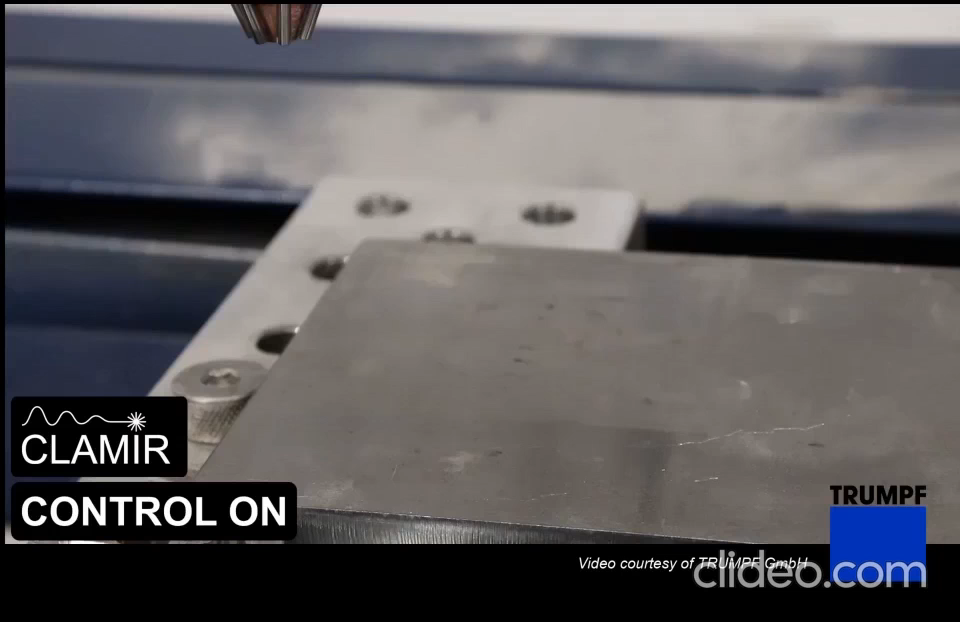 CLAMIR
CONTROL ON
TRUMPF
Video courtesy of TRUMPF GmbH
clideo.com